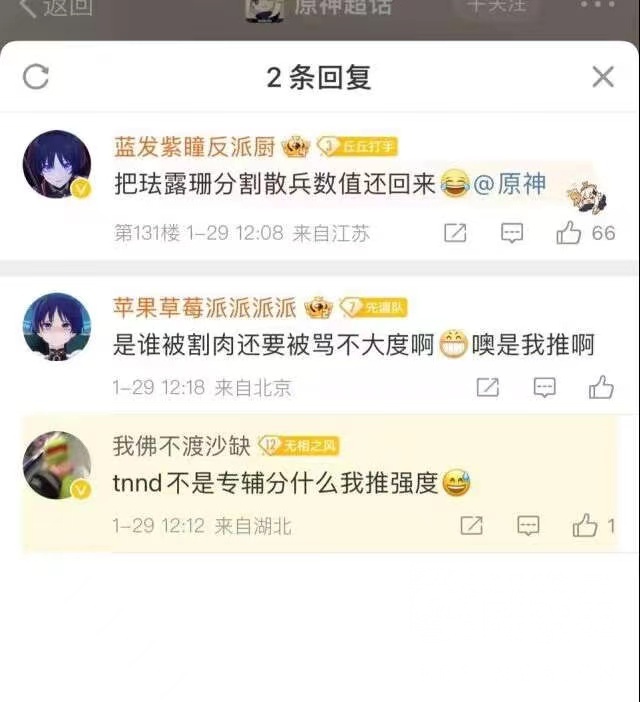 返回
原神超话
十关注
2 条回复
蓝发紫瞳反派厨
3 丘丘打手
把珐露珊分割散兵数值还回来😂@原神
第131楼 1-29 12:08 来自江苏
66
苹果草莓派派派派
7 先遣队
是谁被割肉还要被骂不大度啊😁噢是我推啊
1-29 12:18 来自北京
我佛不渡沙缺
12 无相之风
tnnd不是专辅分什么我推强度😅
1-29 12:12 来自湖北
1